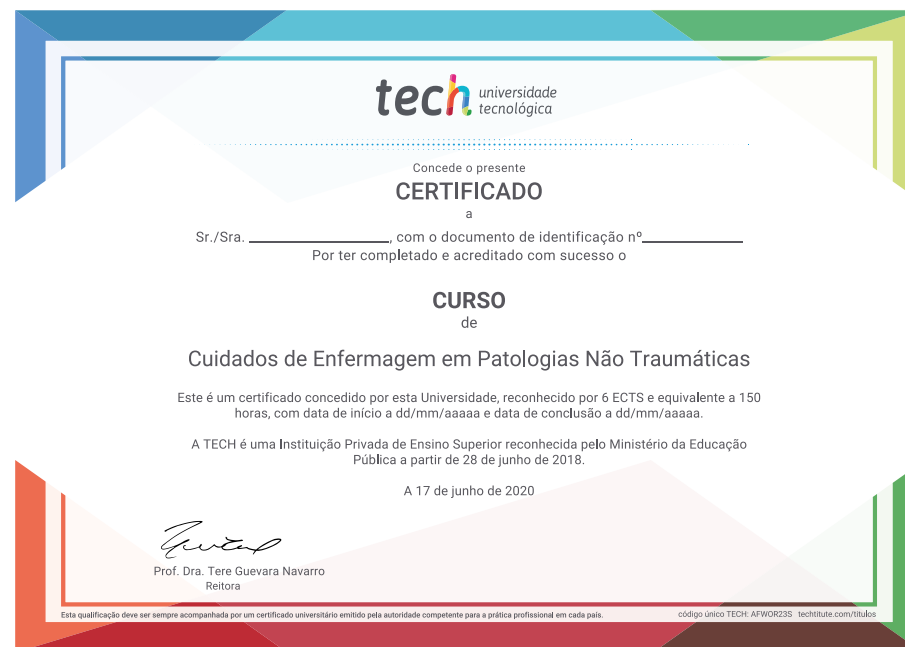 tech universidade
tecnológica
Concede o presente
CERTIFICADO
a
Sr./Sra. ____________________, com o documento de identificação nº______________
Por ter completado e acreditado com sucesso o
CURSO
de
Cuidados de Enfermagem em Patologias Não Traumáticas
Este é um certificado concedido por esta Universidade, reconhecido por 6 ECTS e equivalente a 150
horas, com data de início a dd/mm/aaaaa e data de conclusão a dd/mm/aaaaa.
A TECH é uma Instituição Privada de Ensino Superior reconhecida pelo Ministério da Educação
Pública a partir de 28 de junho de 2018.
A 17 de junho de 2020
Prof. Dra. Tere Guevara Navarro
Reitora
Esta qualificação deve ser sempre acompanhada por um certificado universitário emitido pela autoridade competente para a prática profissional em cada país.
código único TECH: AFWOR23S techtitute.com/titulos